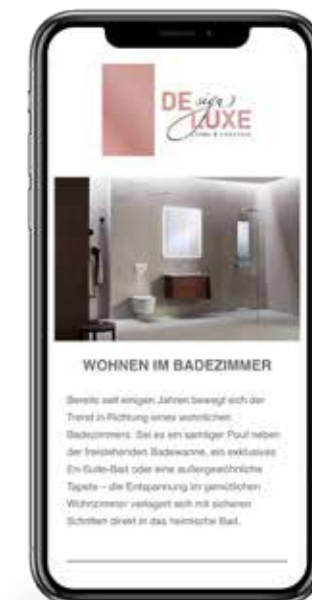 DEsign
LUXE
WOHNEN IM BADEZIMMER
Bereits seit einigen Jahren bewegt sich der
Trend in Richtung eines wohnlichen
Badezimmers. Sei es ein samtiger Pouf neben
der freistehenden Badewanne, ein exklusives
En-Suite-Bad oder eine außergewöhnliche
Tapete – die Entspannung im gemütlichen
Wohnzimmer verlagert sich mit sicheren
Schritten direkt in das heimische Bad.